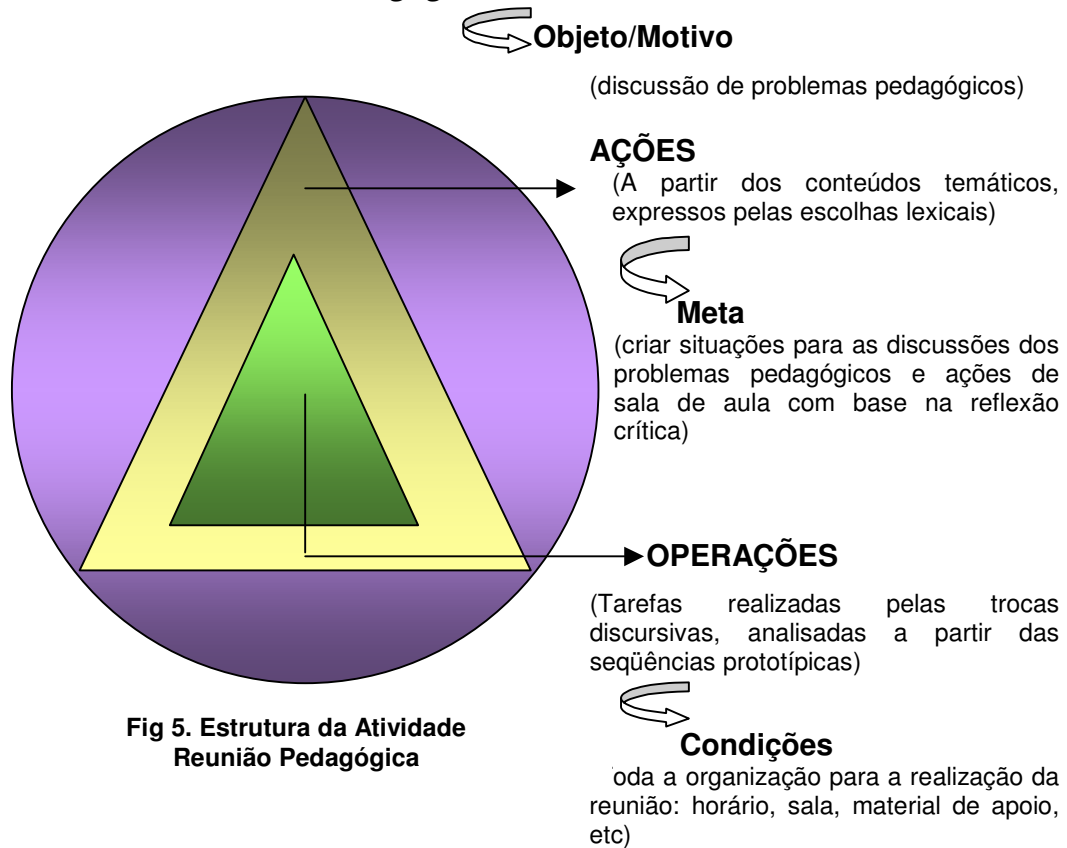 Objeto/Motivo
(discussão de problemas pedagógicos)
AÇÕES
(A partir dos conteúdos temáticos,
expressos pelas escolhas lexicais)
Meta
(criar situações para as discussões dos
problemas pedagógicos e ações de
sala de aula com base na reflexão
crítica)
OPERAÇÕES
(Tarefas realizadas pelas trocas
discursivas, analisadas a partir das
seqüências prototípicas)
Condições
oda a organização para a realização da
reunião: horário, sala, material de apoio,
etc)
Fig 5. Estrutura da Atividade
Reunião Pedagógica